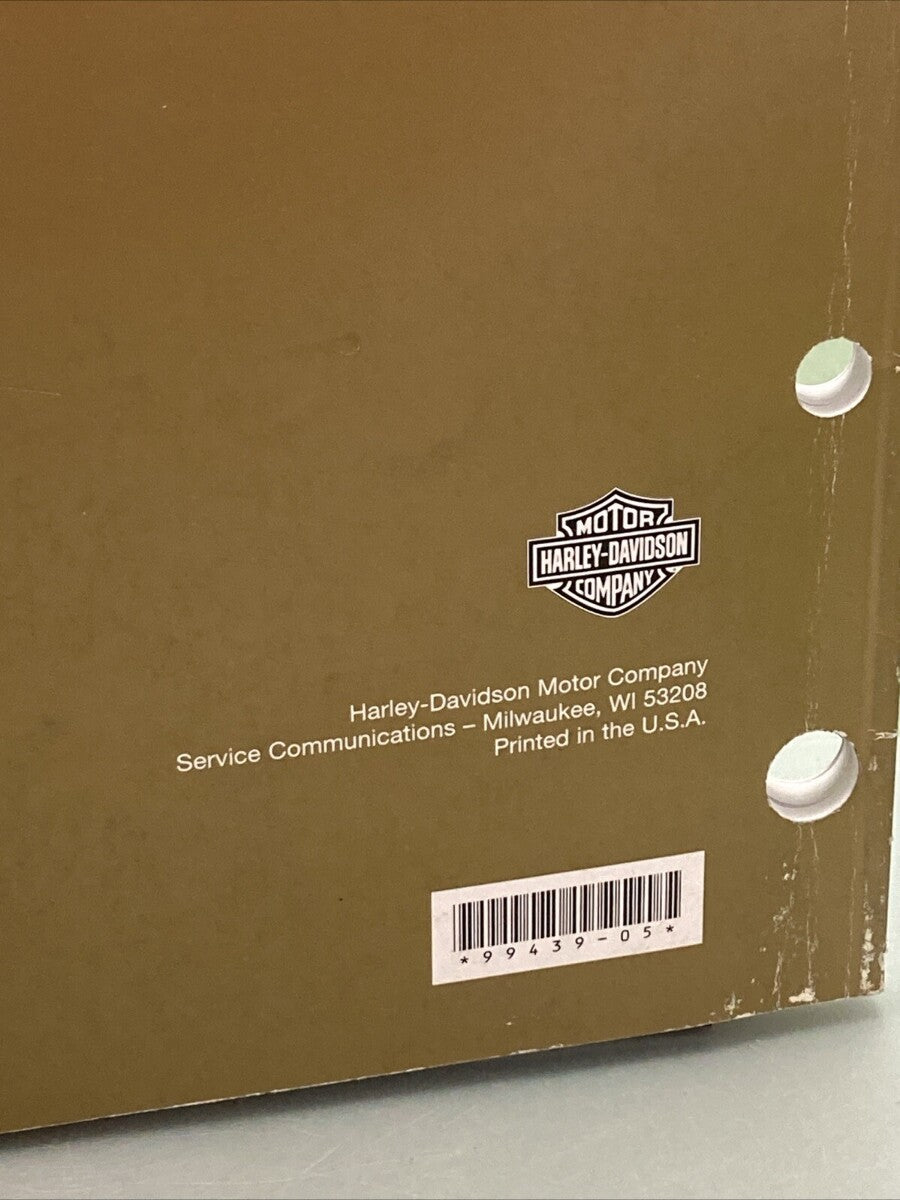 MOTOR
HARLEY-DAVIDSON
COMPANY
Harley-Davidson Motor Company
Service Communications – Milwaukee, WI 53208
Printed in the U.S.A.
*99439-05*